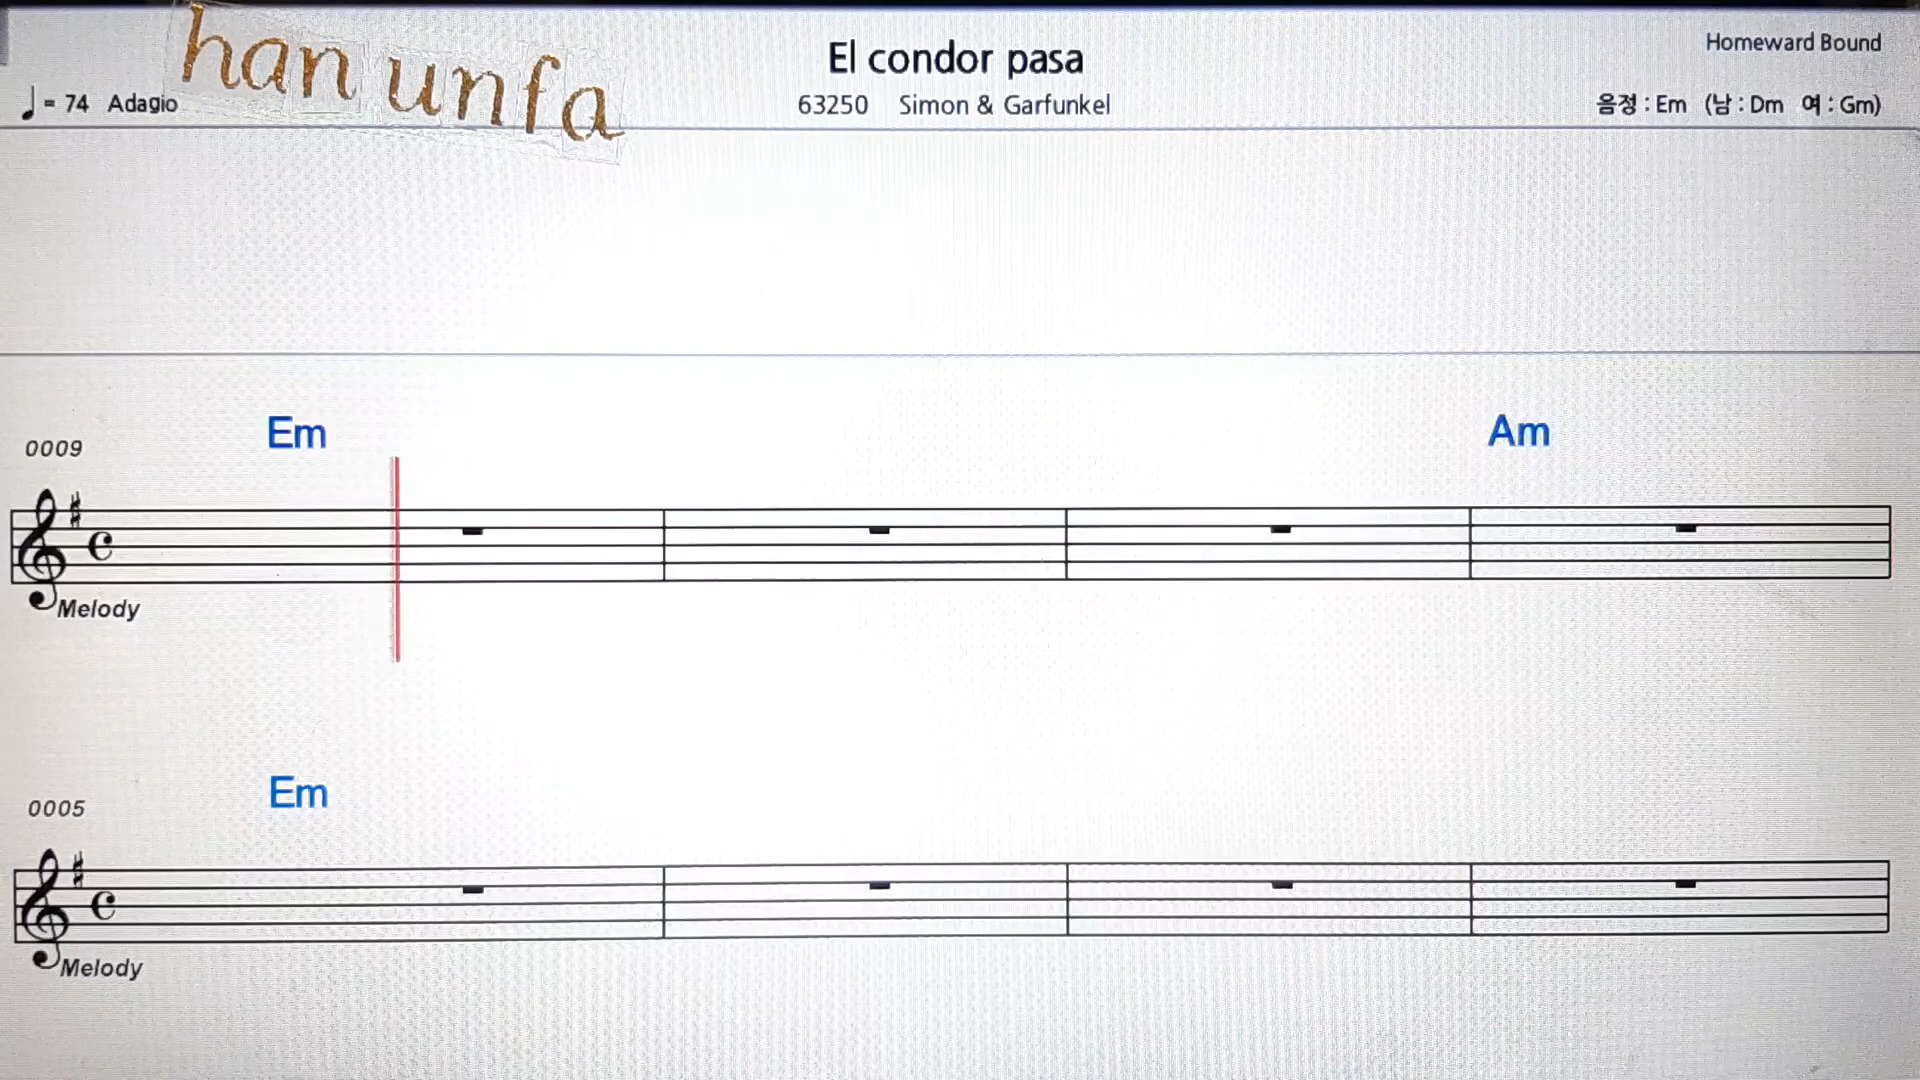 han unfa
El condor pasa
Homeward Bound
♩ = 74 Adagio
63250 Simon & Garfunkel
음정 : Em (남 : Dm 여 : Gm)
Em Am
0009
Melody
Em
0005
Melody